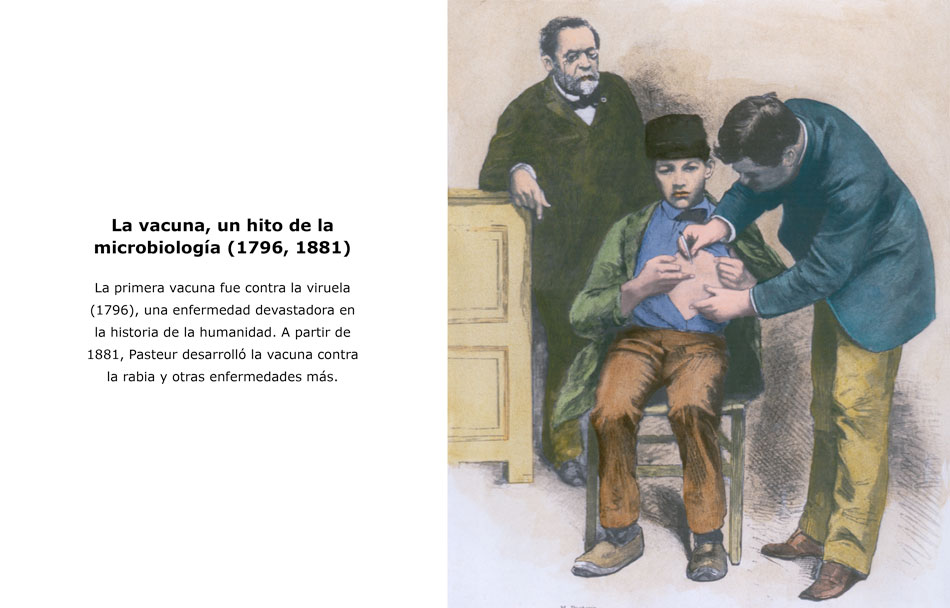 La vacuna, un hito de la
microbiología (1796, 1881)
La primera vacuna fue contra la viruela
(1796), una enfermedad devastadora en
la historia de la humanidad. A partir de
1881, Pasteur desarrolló la vacuna contra
la rabia y otras enfermedades más.